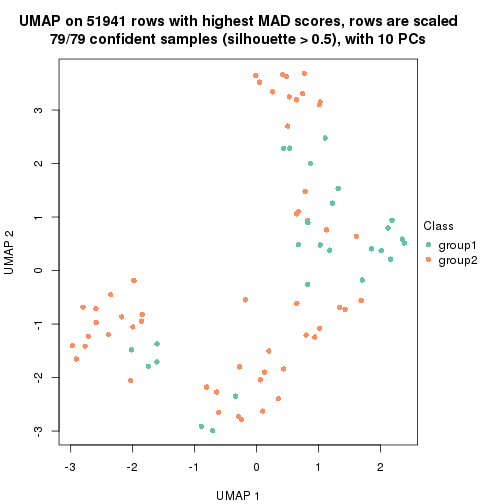 UMAP on 51941 rows with highest MAD scores, rows are scaled
79/79 confident samples (silhouette > 0.5), with 10 PCs
3
2
1
0
-1
-2
-3
UMAP 2
-3
-2
-1
0
1
2
UMAP 1
Class
group1
group2